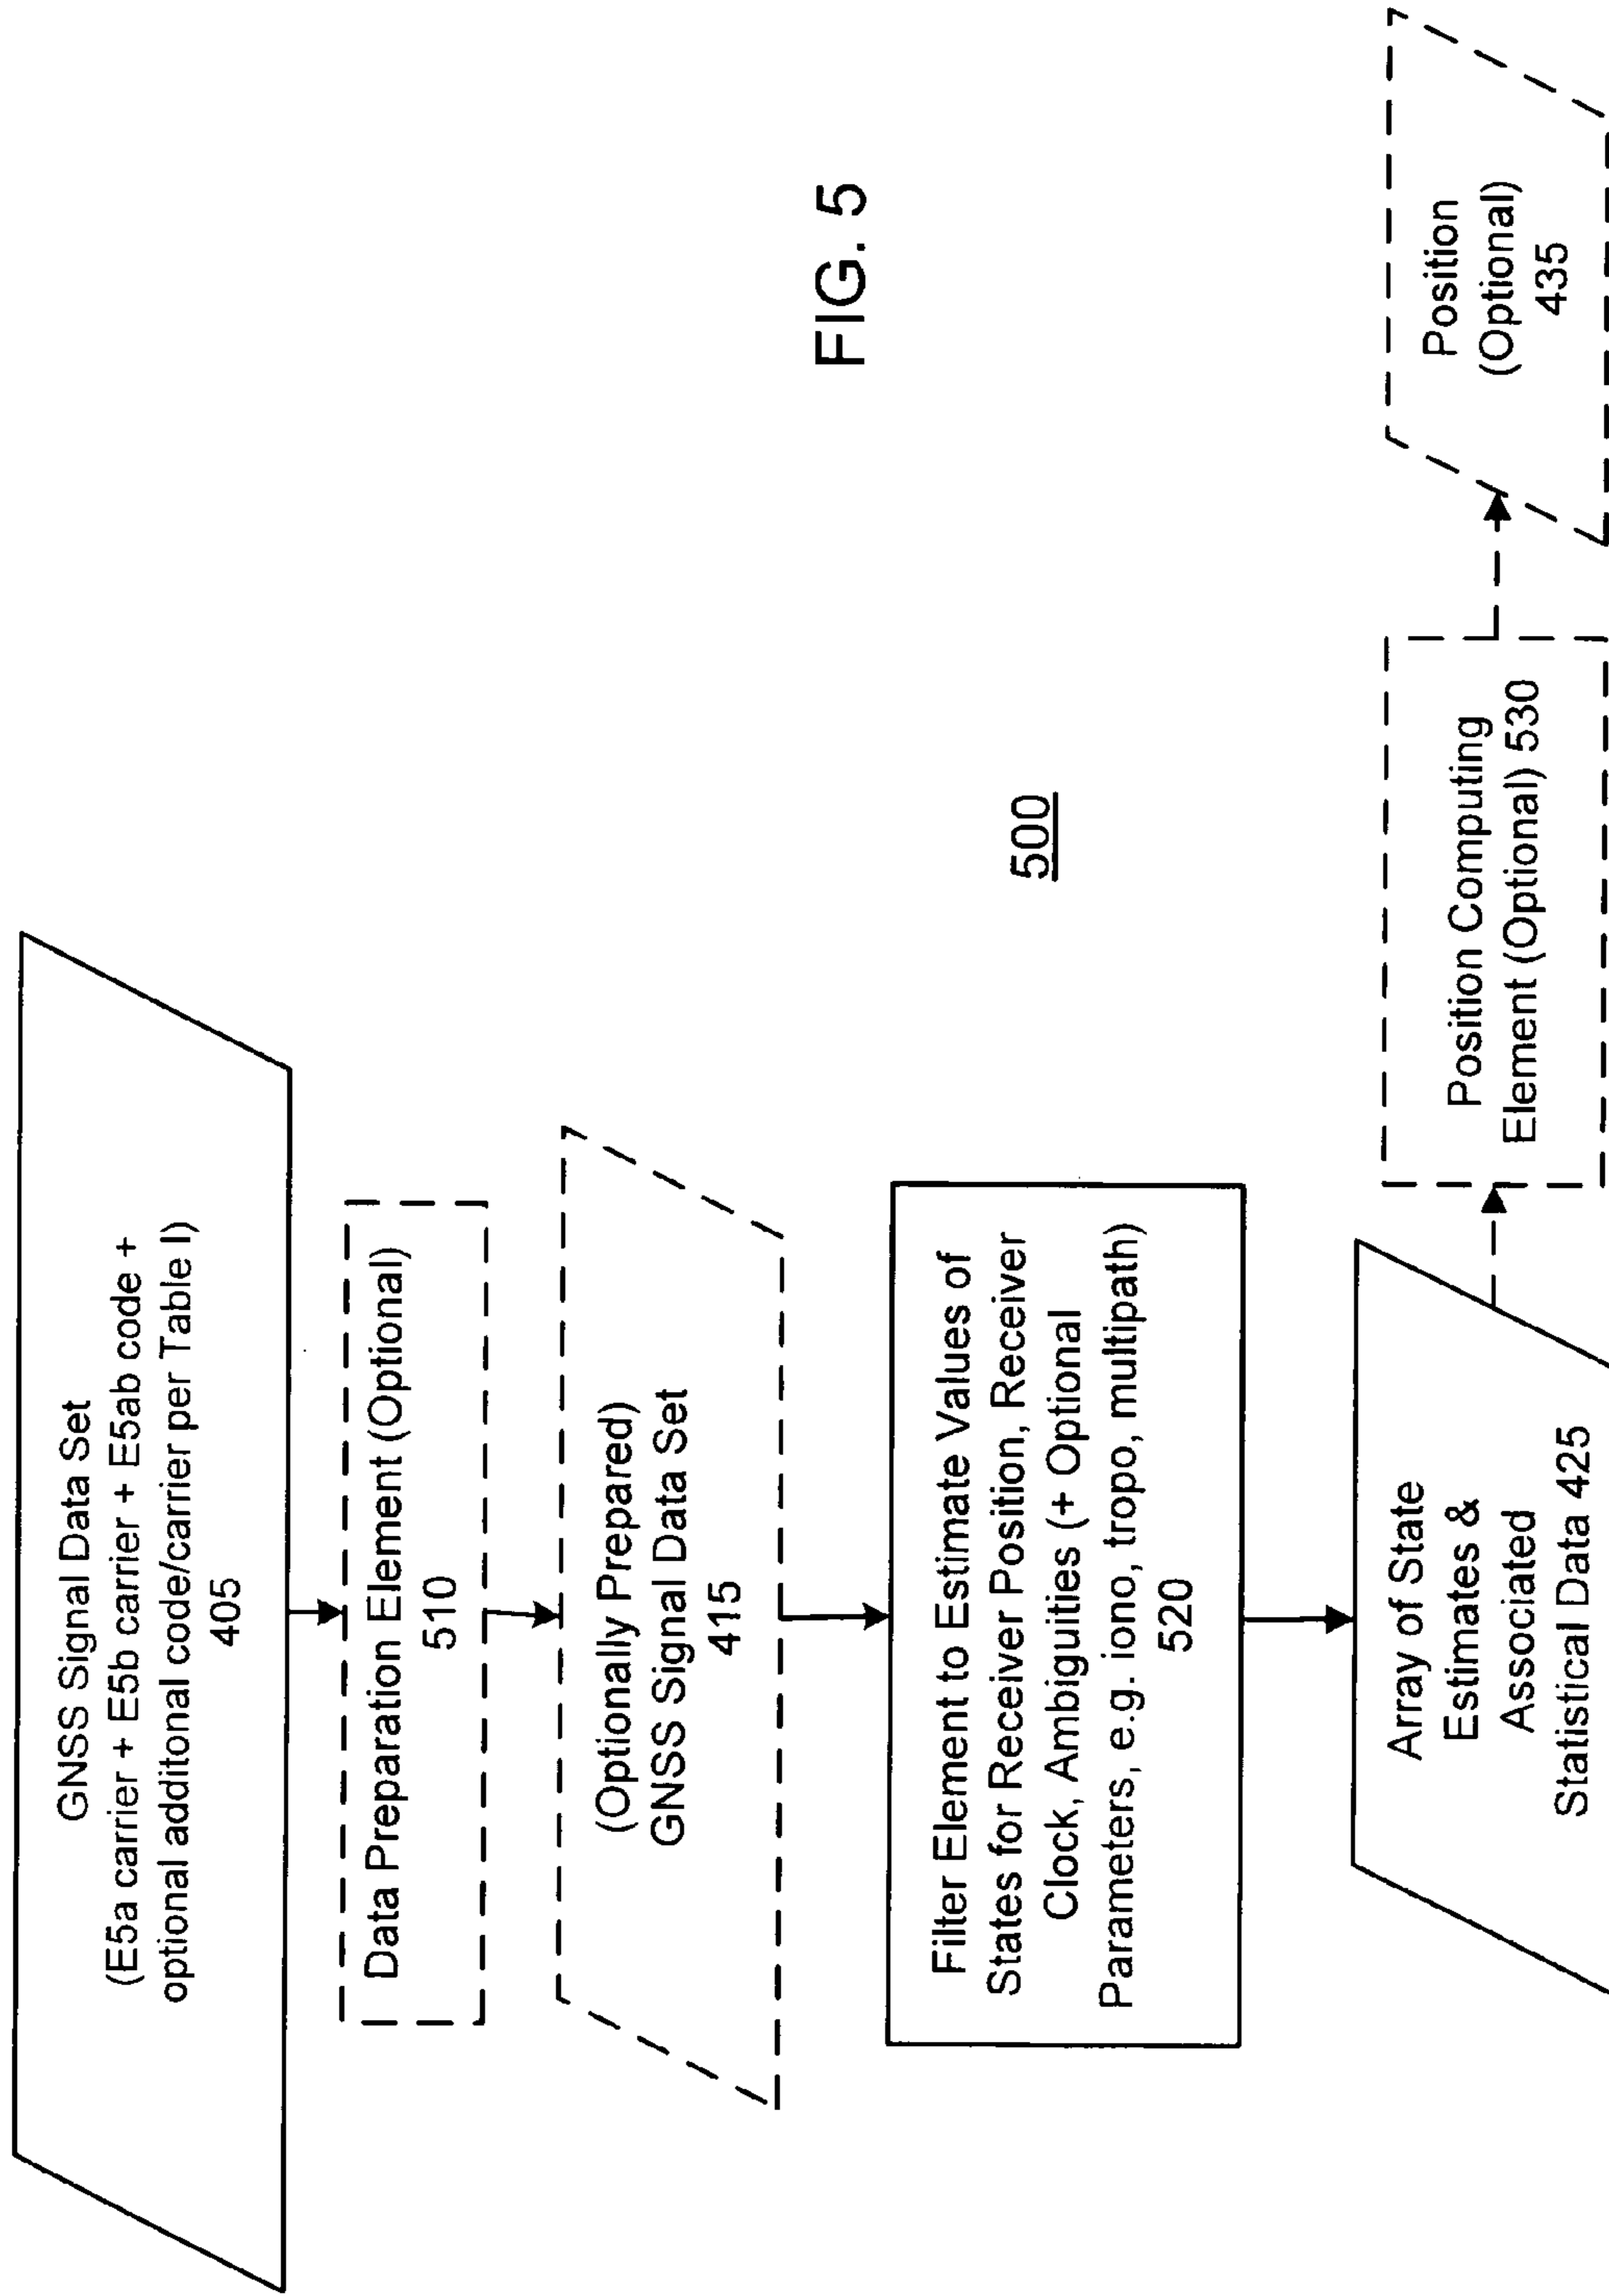 GNSS Signal Data Set
(E5a carrier + E5b carrier + E5ab code +
optional additonal code/carrier per Table I)
405
Data Preparation Element (Optional)
510
(Optionally Prepared)
GNSS Signal Data Set
415
Filter Element to Estimate Values of
States for Receiver Position, Receiver
Clock, Ambiguities (+ Optional
Parameters, e.g. iono, tropo, multipath)
520
Array of State
Estimates &
Associated
Statistical Data 425
Position Computing
Element (Optional) 530
Position
(Optional)
435
500
FIG. 5